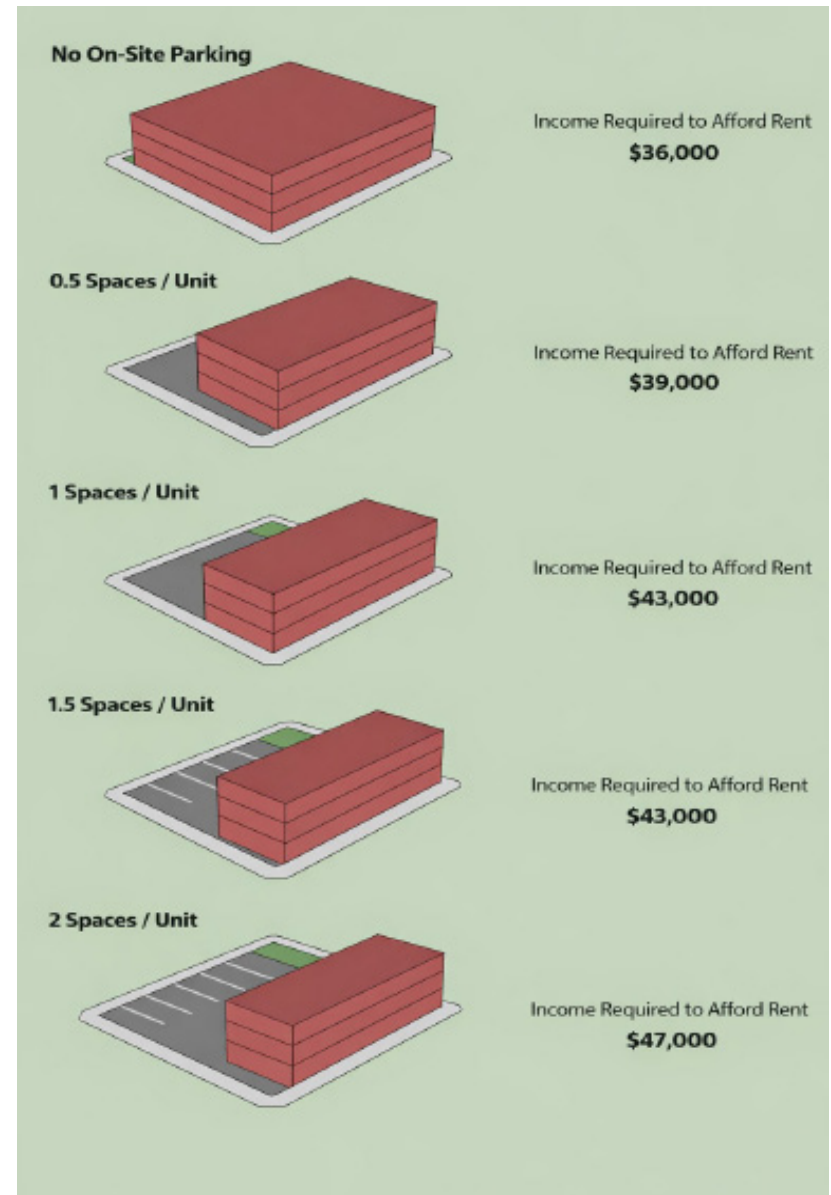 No On-Site Parking
Income Required to Afford Rent
$36,000
0.5 Spaces / Unit
Income Required to Afford Rent
$39,000
1 Spaces / Unit
Income Required to Afford Rent
$43,000
1.5 Spaces / Unit
Income Required to Afford Rent
$43,000
2 Spaces / Unit
Income Required to Afford Rent
$47,000